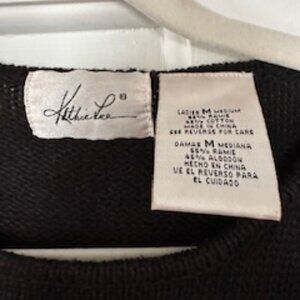 Kathie Lee®
LADIES M MEDIUM
55% RAMIE
45% COTTON
MADE IN CHINA
SEE REVERSE FOR CARE
DAMAS M MEDIANA
55% RAMIE
45% ALGODON
HECHO EN CHINA
VE EL REVERSO PARA
EL CUIDADO